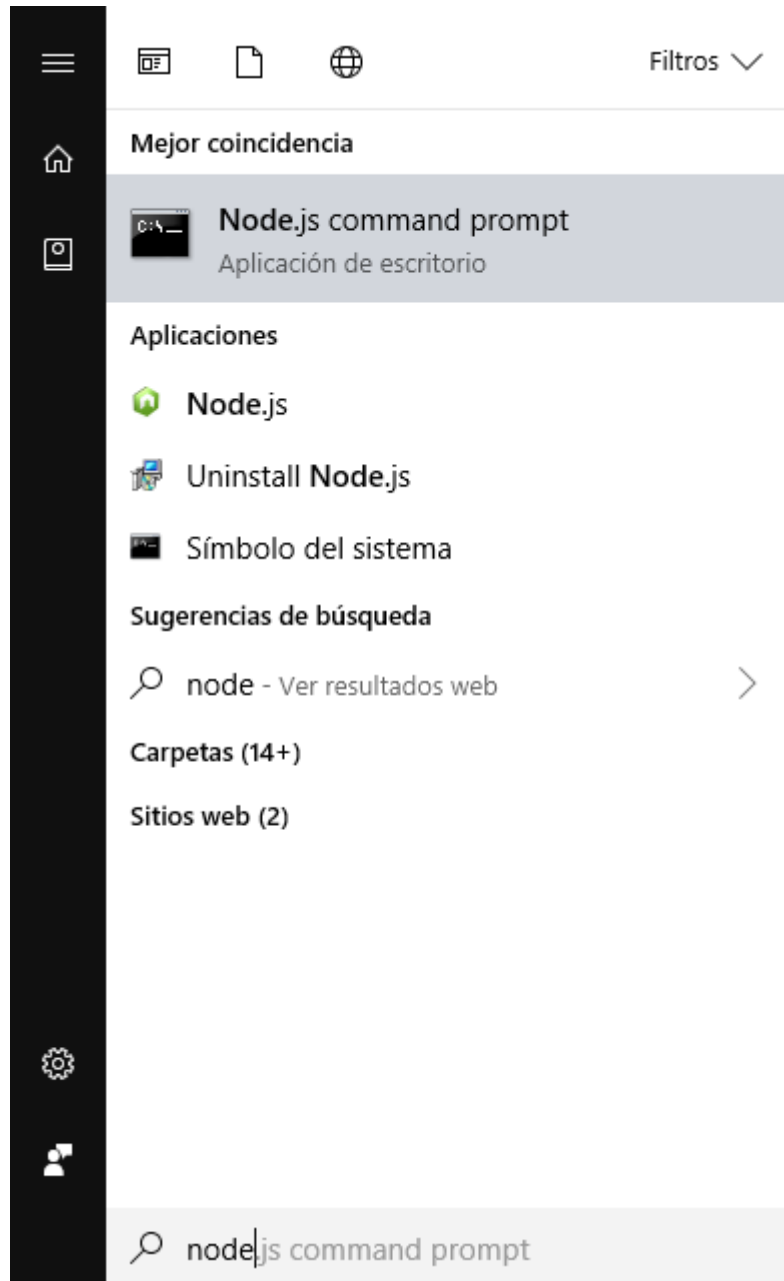 Filtros
Mejor coincidencia
C:\
Node.js command prompt
Aplicación de escritorio
Aplicaciones
Node.js
Uninstall Node.js
Símbolo del sistema
Sugerencias de búsqueda
node - Ver resultados web
Carpetas (14+)
Sitios web (2)
node.js command prompt